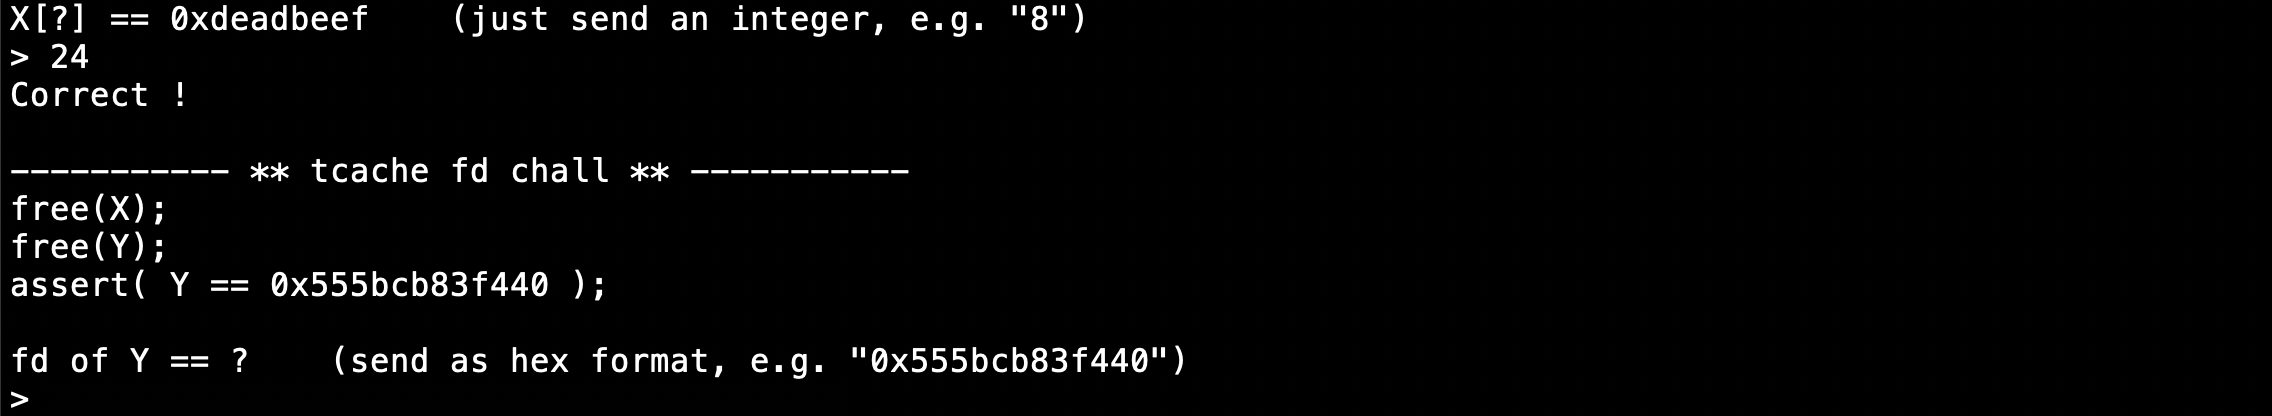 X[?] == 0xdeadbeef    (just send an integer, e.g. "8")
> 24
Correct !
----------- ** tcache fd chall ** -----------
free(X);
free(Y);
assert( Y == 0x555bcb83f440 );
fd of Y == ?    (send as hex format, e.g. "0x555bcb83f440")
>